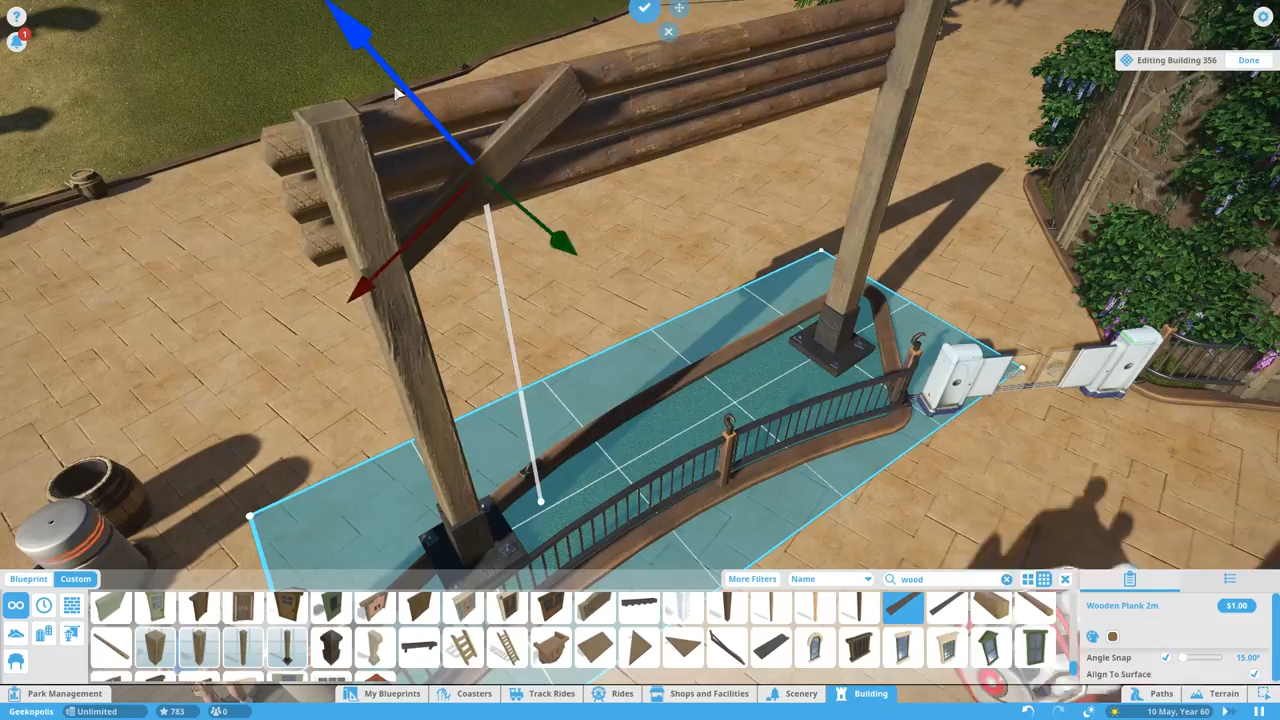 ?
1
Editing Building 356 Done
Blueprint Custom
More Filters Name wood
Wooden Plank 2m $1.00
Angle Snap 15.00°
Align To Surface
Park Management My Blueprints Coasters Track Rides Rides Shops and Facilities Scenery Building Paths Terrain
Geekopolis Unlimited 783 0 10 May, Year 60